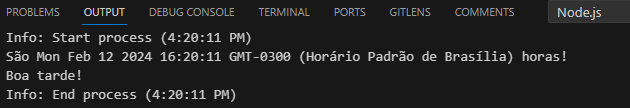 PROBLEMS OUTPUT DEBUG CONSOLE TERMINAL PORTS GITLENS COMMENTS Node.js
Info: Start process (4:20:11 PM)
São Mon Feb 12 2024 16:20:11 GMT-0300 (Horário Padrão de Brasília) horas!
Boa tarde!
Info: End process (4:20:11 PM)